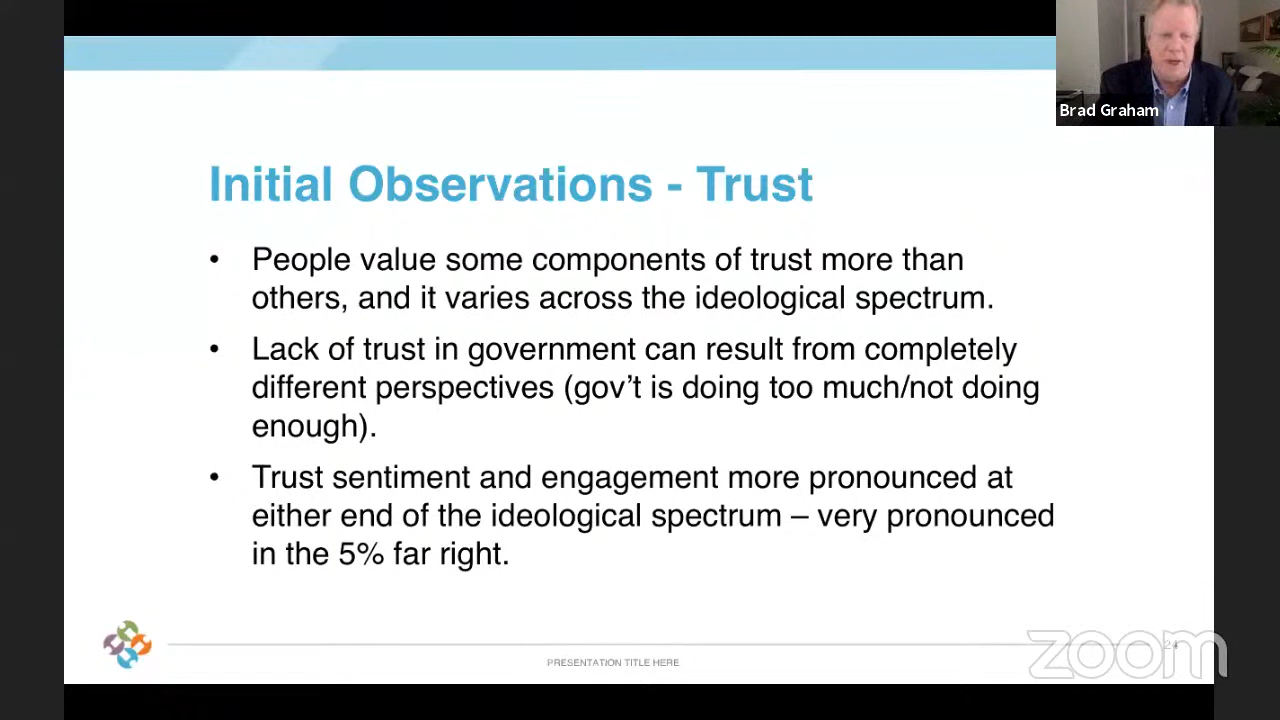 Brad Graham
Initial Observations - Trust
• People value some components of trust more than
others, and it varies across the ideological spectrum.
• Lack of trust in government can result from completely
different perspectives (gov’t is doing too much/not doing
enough).
• Trust sentiment and engagement more pronounced at
either end of the ideological spectrum – very pronounced
in the 5% far right.
PRESENTATION TITLE HERE
24
zoom